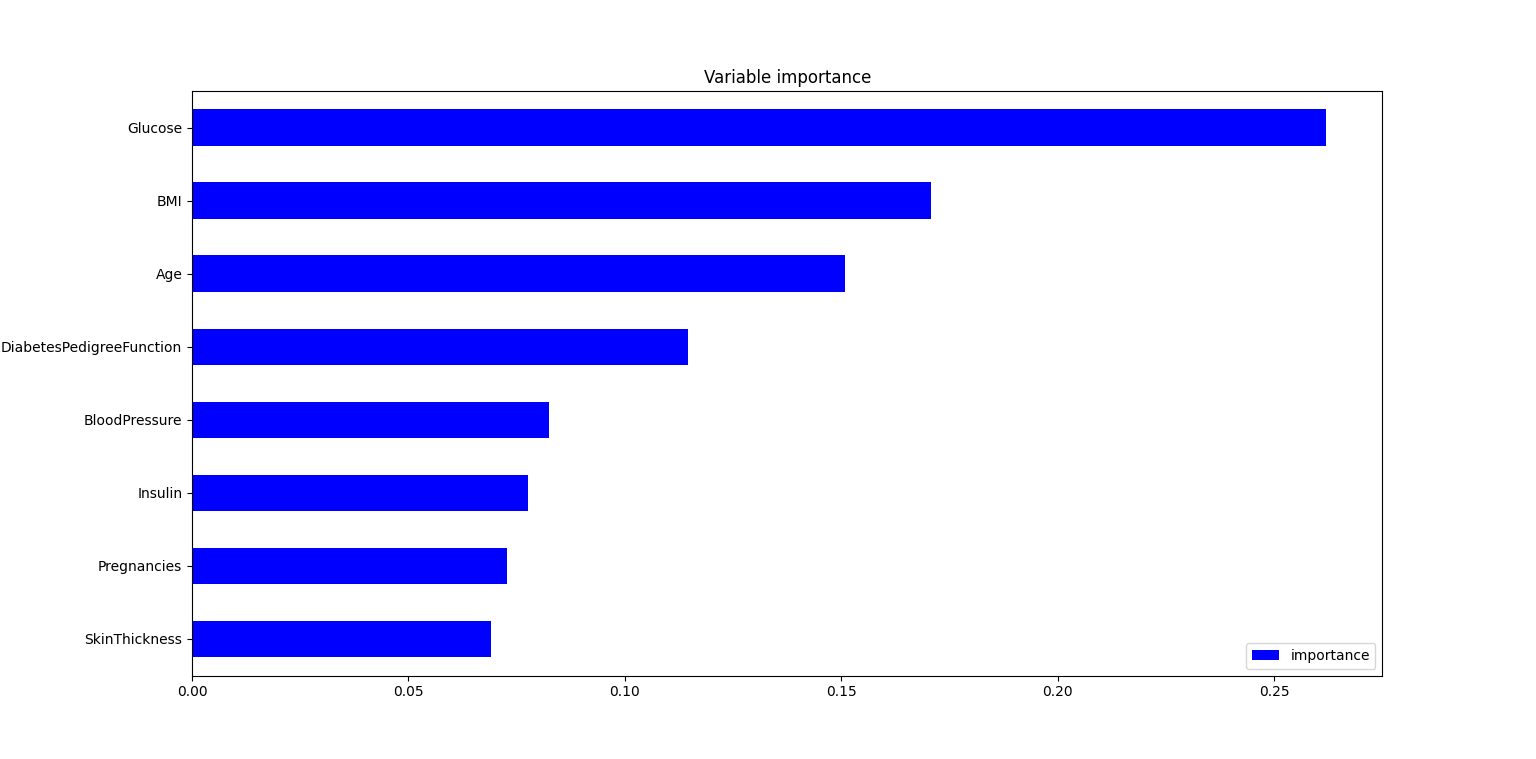 Variable importance
Glucose
BMI
Age
DiabetesPedigreeFunction
BloodPressure
Insulin
Pregnancies
SkinThickness
importance
0.00 0.05 0.10 0.15 0.20 0.25